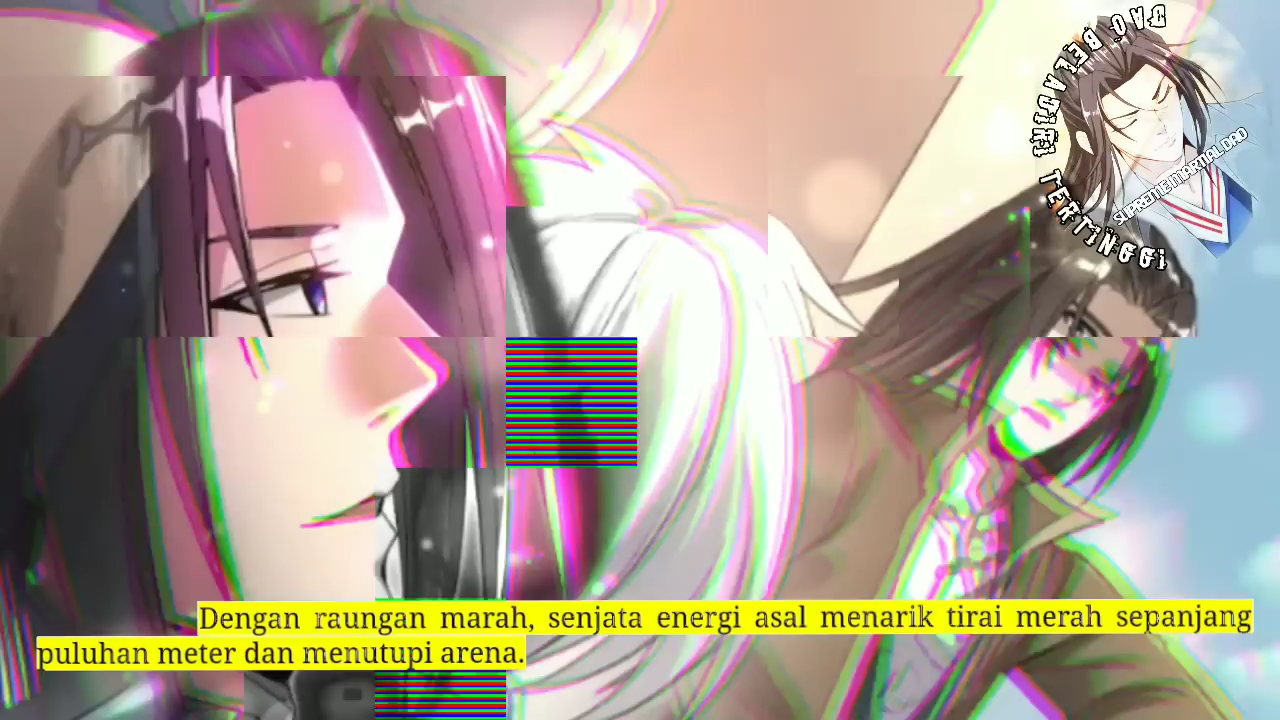 DAO BELADIRI TERTINGGI
SUPREME MARTIAL DAO
Dengan raungan marah, senjata energi asal menarik tirai merah sepanjang
puluhan meter dan menutupi arena.